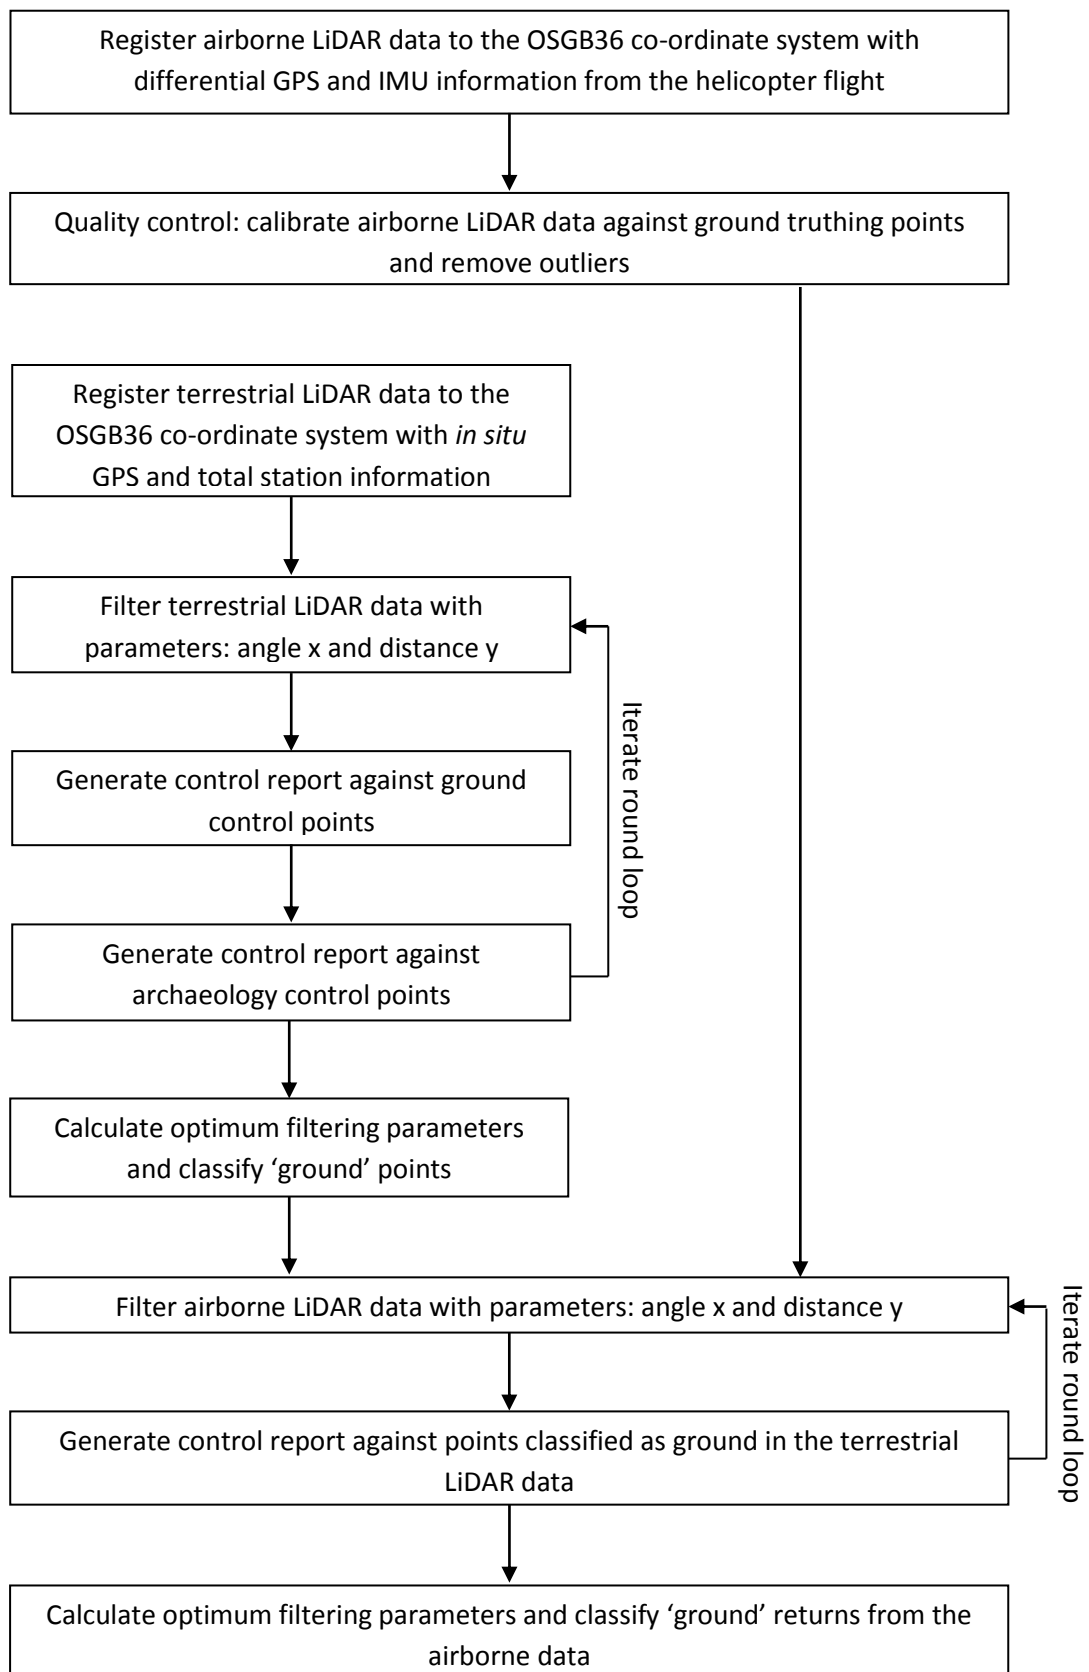 Register airborne LiDAR data to the OSGB36 co-ordinate system with
differential GPS and IMU information from the helicopter flight
Quality control: calibrate airborne LiDAR data against ground truthing points
and remove outliers
Register terrestrial LiDAR data to the
OSGB36 co-ordinate system with in situ
GPS and total station information
Filter terrestrial LiDAR data with
parameters: angle x and distance y
Iterate round loop
Generate control report against ground
control points
Generate control report against
archaeology control points
Calculate optimum filtering parameters
and classify ‘ground’ points
Filter airborne LiDAR data with parameters: angle x and distance y
Iterate round loop
Generate control report against points classified as ground in the terrestrial
LiDAR data
Calculate optimum filtering parameters and classify ‘ground’ returns from the
airborne data